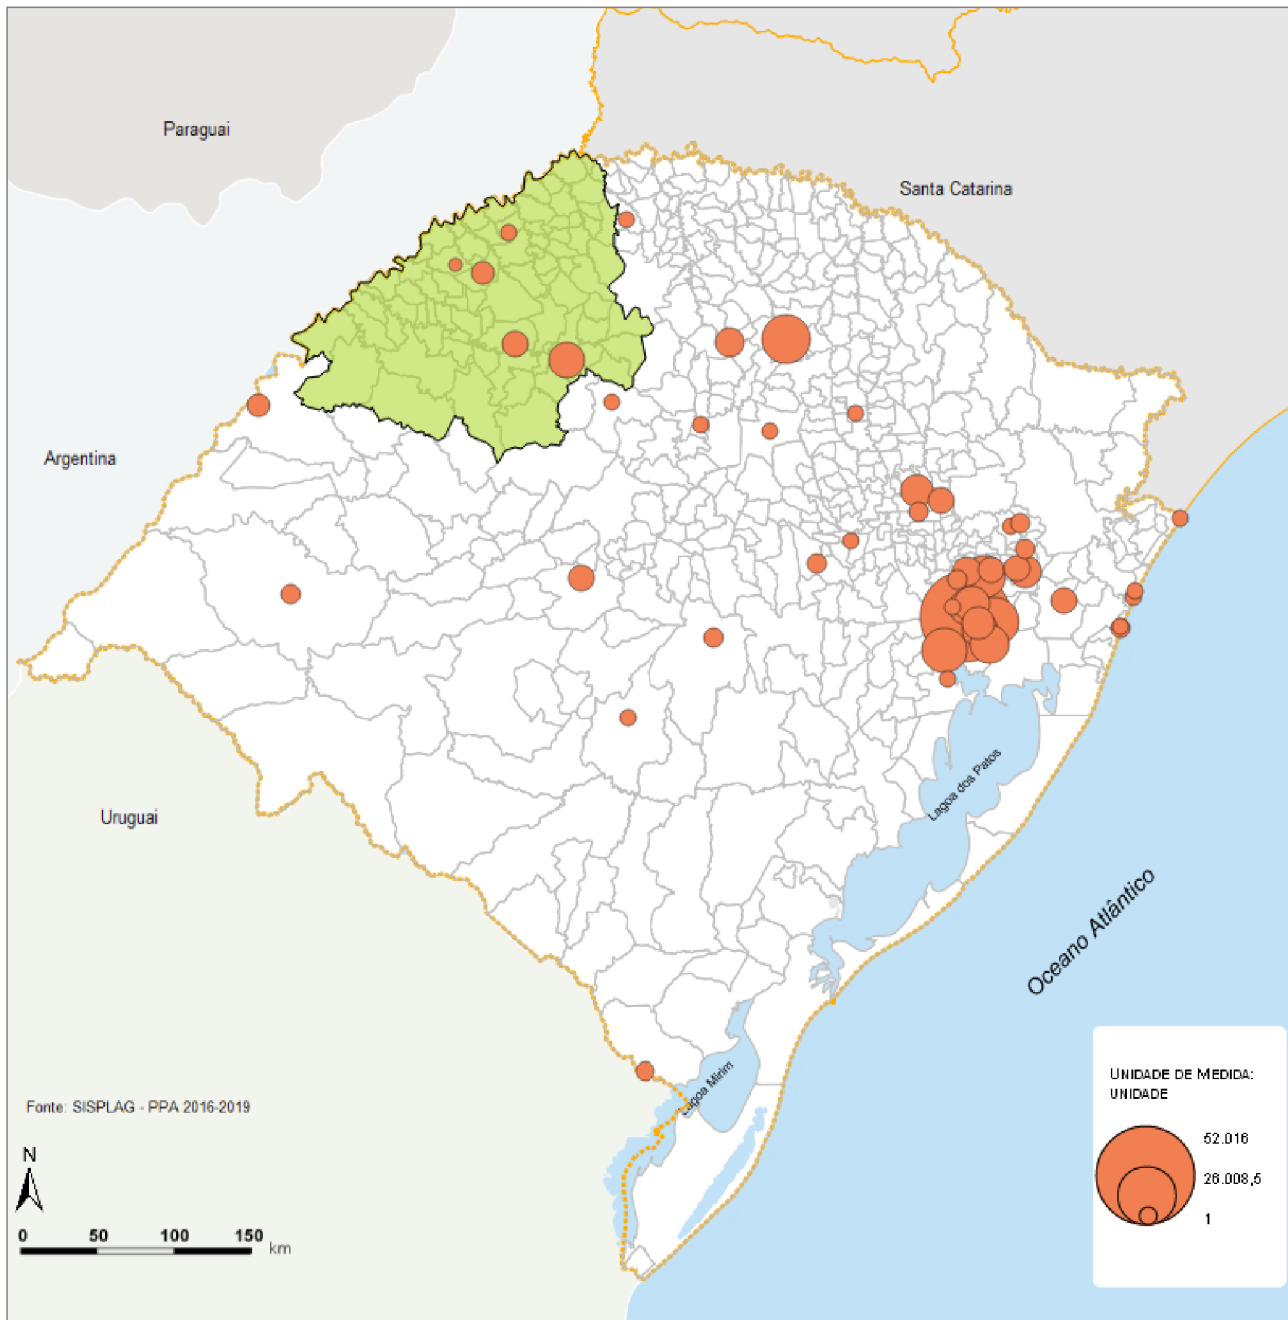 Paraguai
Santa Catarina
Argentina
Uruguai
Lagoa dos Patos
Oceano Atlântico
Lagoa Mirim
Fonte: SISPLAG - PPA 2016-2019
N
0 50 100 150 km
UNIDADE DE MEDIDA:
UNIDADE
52.016
26.008,5
1